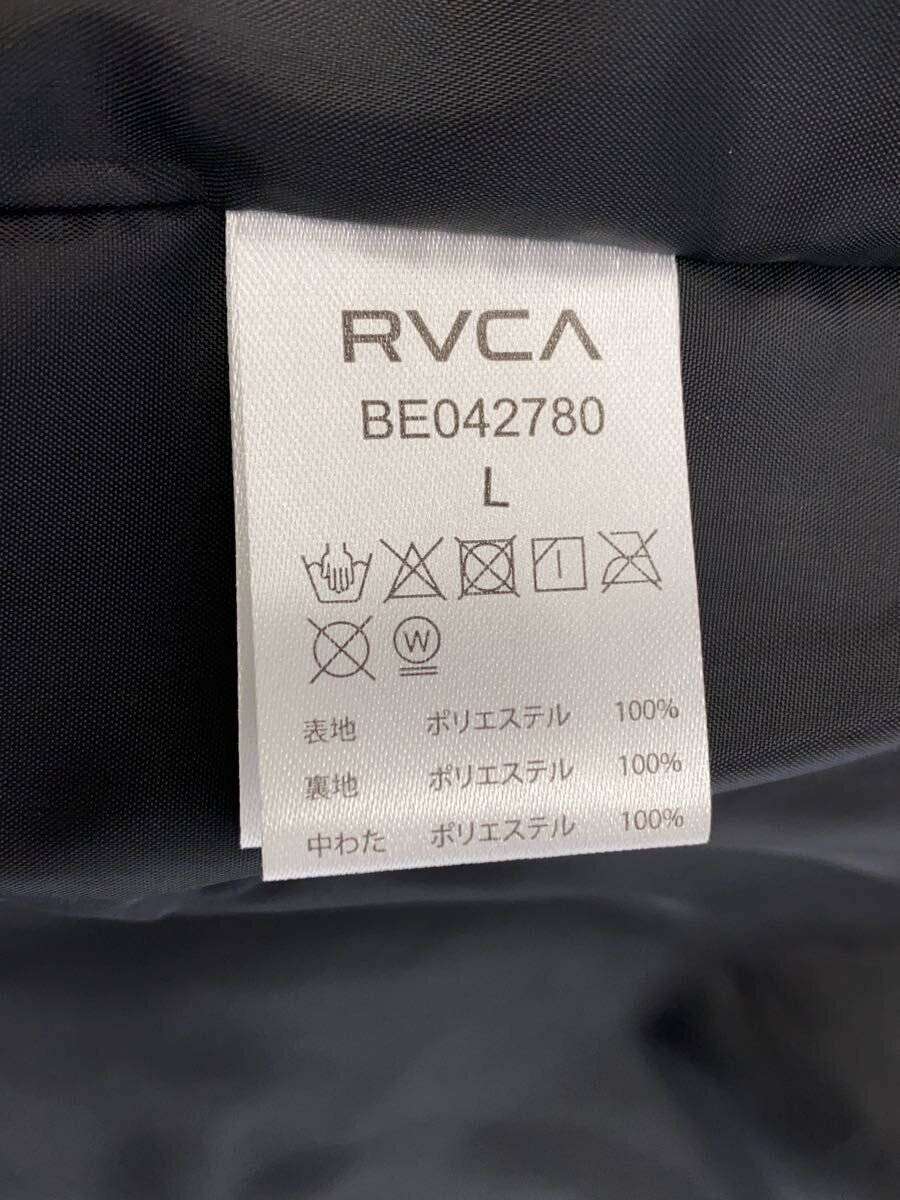 RVCA
BE042780
L
W
表地 ポリエステル 100%
裏地 ポリエステル 100%
中わた ポリエステル 100%